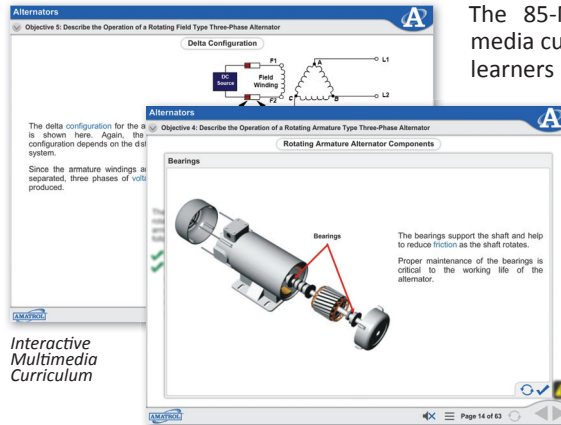 Alternators
Objective 5: Describe the Operation of a Rotating Field Type Three-Phase Alternator
A
Delta Configuration
DC
Source
F1
Field
Winding
F2
A
C
B
L1
L2
The delta configuration for the
is shown here. Again, the
configuration depends on the
system.
Since the armature windings
separated, three phases of
produced.
AMATROL
The 85-
media
learners
Alternators
Objective 4: Describe the Operation of a Rotating Armature Type Three-Phase Alternator
A
Rotating Armature Alternator Components
Bearings
Bearings
The bearings support the shaft and help
to reduce friction as the shaft rotates.
Proper maintenance of the bearings is
critical to the working life of the
alternator.
AMATROL
Page 14 of 63
Interactive
Multimedia
Curriculum